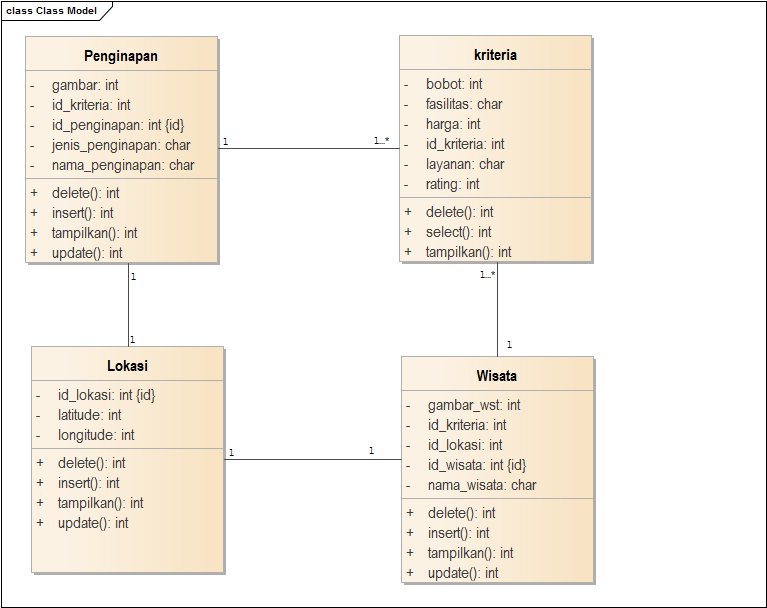 class Class Model
Penginapan
- gambar: int
- id_kriteria: int
- id_penginapan: int {id}
- jenis_penginapan: char
- nama_penginapan: char
+ delete(): int
+ insert(): int
+ tampilkan(): int
+ update(): int
1
1...*
kriteria
- bobot: int
- fasilitas: char
- harga: int
- id_kriteria: int
- layanan: char
- rating: int
+ delete(): int
+ select(): int
+ tampilkan(): int
1
1
1...*
1
Lokasi
- id_lokasi: int {id}
- latitude: int
- longitude: int
+ delete(): int
+ insert(): int
+ tampilkan(): int
+ update(): int
1
1
Wisata
- gambar_wst: int
- id_kriteria: int
- id_lokasi: int
- id_wisata: int {id}
- nama_wisata: char
+ delete(): int
+ insert(): int
+ tampilkan(): int
+ update(): int